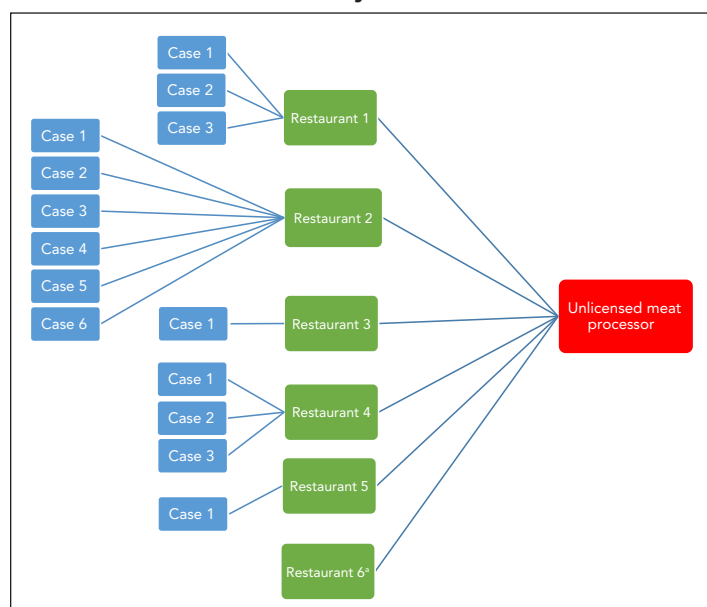 Case 1
Case 2
Case 3
Restaurant 1
Case 1
Case 2
Case 3
Case 4
Case 5
Case 6
Restaurant 2
Case 1
Restaurant 3
Case 1
Case 2
Case 3
Restaurant 4
Case 1
Restaurant 5
Restaurant 6ᵃ
Unlicensed meat
processor